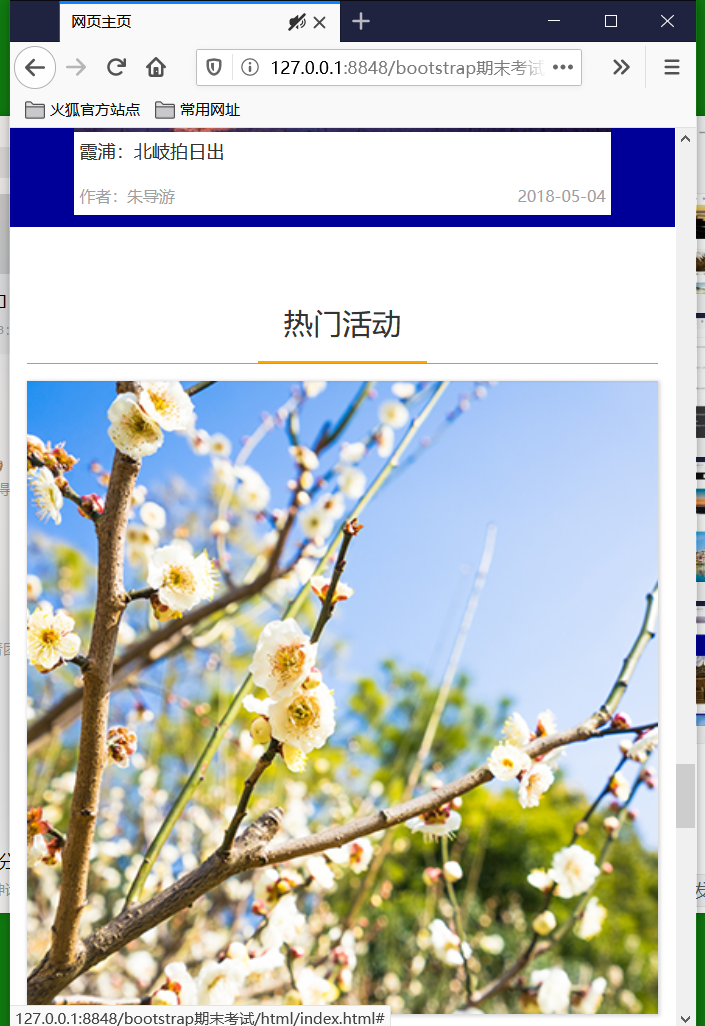 网页主页
127.0.0.1:8848/bootstrap期末考试
火狐官方站点 常用网址
霞浦：北岐拍日出
作者：朱导游 2018-05-04
热门活动
127.0.0.1:8848/bootstrap期末考试/html/index.html#